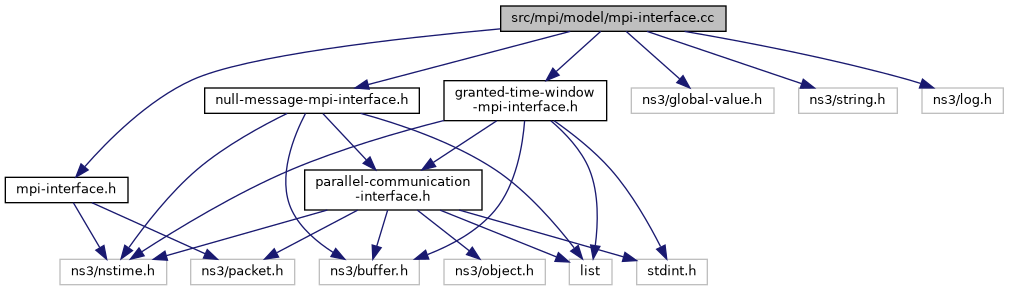 src/mpi/model/mpi-interface.cc
null-message-mpi-interface.h
granted-time-window
-mpi-interface.h
ns3/global-value.h
ns3/string.h
ns3/log.h
mpi-interface.h
parallel-communication
-interface.h
ns3/nstime.h
ns3/packet.h
ns3/buffer.h
ns3/object.h
list
stdint.h